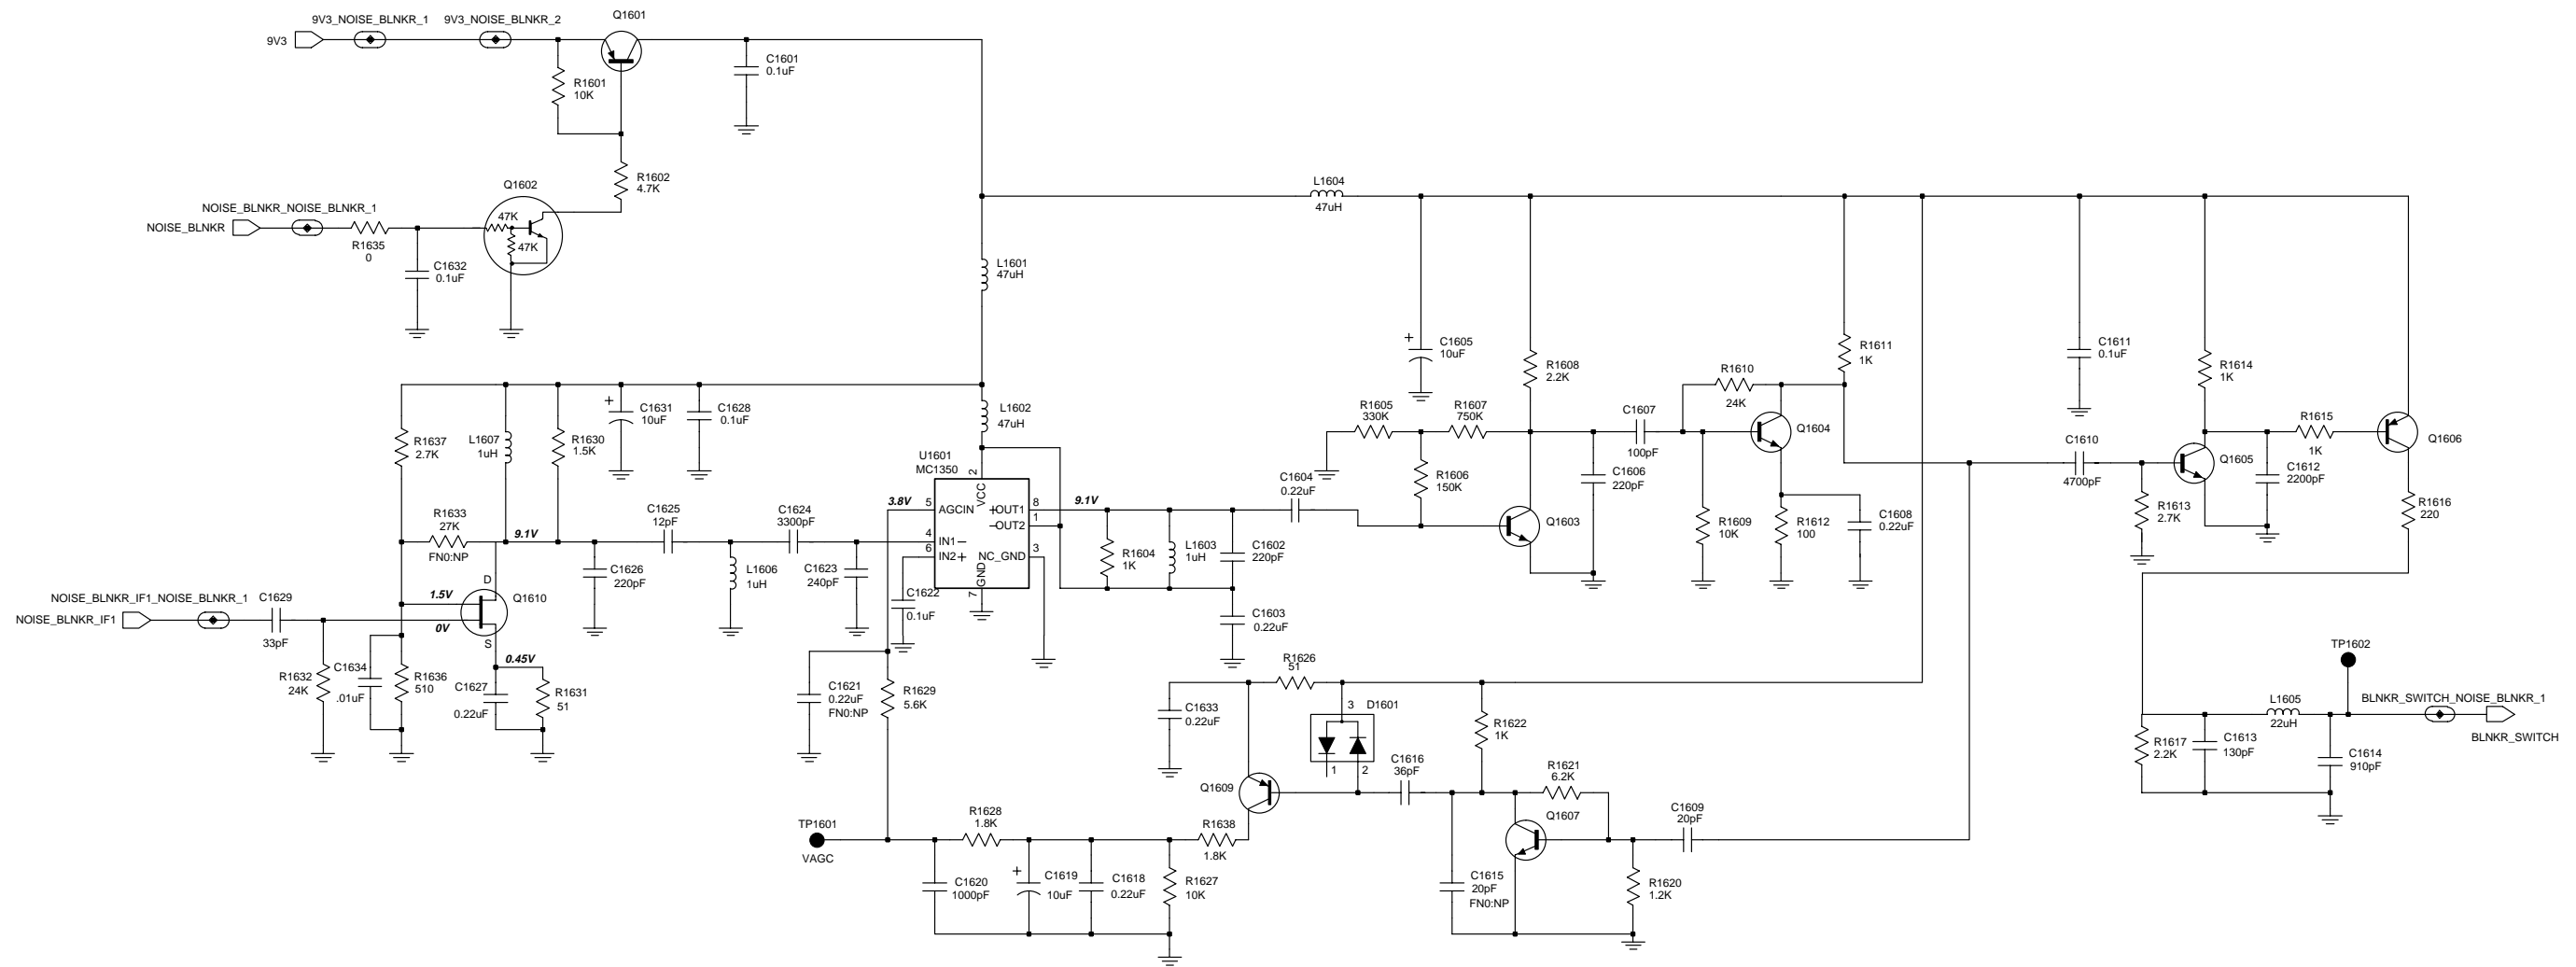 9V3_NOISE_BLNKR_1
9V3_NOISE_BLNKR_2
Q1601
9V3
R1601
10K
C1601
0.1uF
R1602
4.7K
Q1602
47K
47K
NOISE_BLNKR_NOISE_BLNKR_1
NOISE_BLNKR
R1635
0
C1632
0.1uF
L1604
47uH
L1601
47uH
+
C1605
10uF
R1608
2.2K
R1611
1K
C1611
0.1uF
R1614
1K
R1610
24K
R1637
2.7K
L1607
1uH
R1630
1.5K
+
C1631
10uF
C1628
0.1uF
L1602
47uH
R1605
330K
R1607
750K
C1607
100pF
Q1604
R1615
1K
Q1606
U1601
MC1350
C1610
4700pF
Q1605
C1612
2200pF
C1606
220pF
R1606
150K
C1604
0.22uF
3.8V
5
AGCIN
VCC
2
+OUT1
8
9.1V
−OUT2
1
4
IN1−
6
IN2+
NC_GND
3
GND
7
R1633
27K
FN0:NP
9.1V
C1625
12pF
C1624
3300pF
Q1603
R1609
10K
R1612
100
C1608
0.22uF
R1613
2.7K
R1616
220
R1604
1K
L1603
1uH
C1602
220pF
C1626
220pF
L1606
1uH
C1623
240pF
C1622
0.1uF
C1603
0.22uF
D
Q1610
1.5V
0V
S
0.45V
NOISE_BLNKR_IF1_NOISE_BLNKR_1
NOISE_BLNKR_IF1
C1629
33pF
R1632
24K
C1634
.01uF
R1636
510
C1627
0.22uF
R1631
51
C1621
0.22uF
FN0:NP
R1629
5.6K
R1626
51
C1633
0.22uF
3
D1601
1
2
R1622
1K
C1616
36pF
R1621
6.2K
Q1609
Q1607
C1609
20pF
TP1602
L1605
22uH
BLNKR_SWITCH_NOISE_BLNKR_1
BLNKR_SWITCH
R1617
2.2K
C1613
130pF
C1614
910pF
TP1601
VAGC
R1628
1.8K
R1638
1.8K
C1620
1000pF
+
C1619
10uF
C1618
0.22uF
R1627
10K
C1615
20pF
FN0:NP
R1620
1.2K